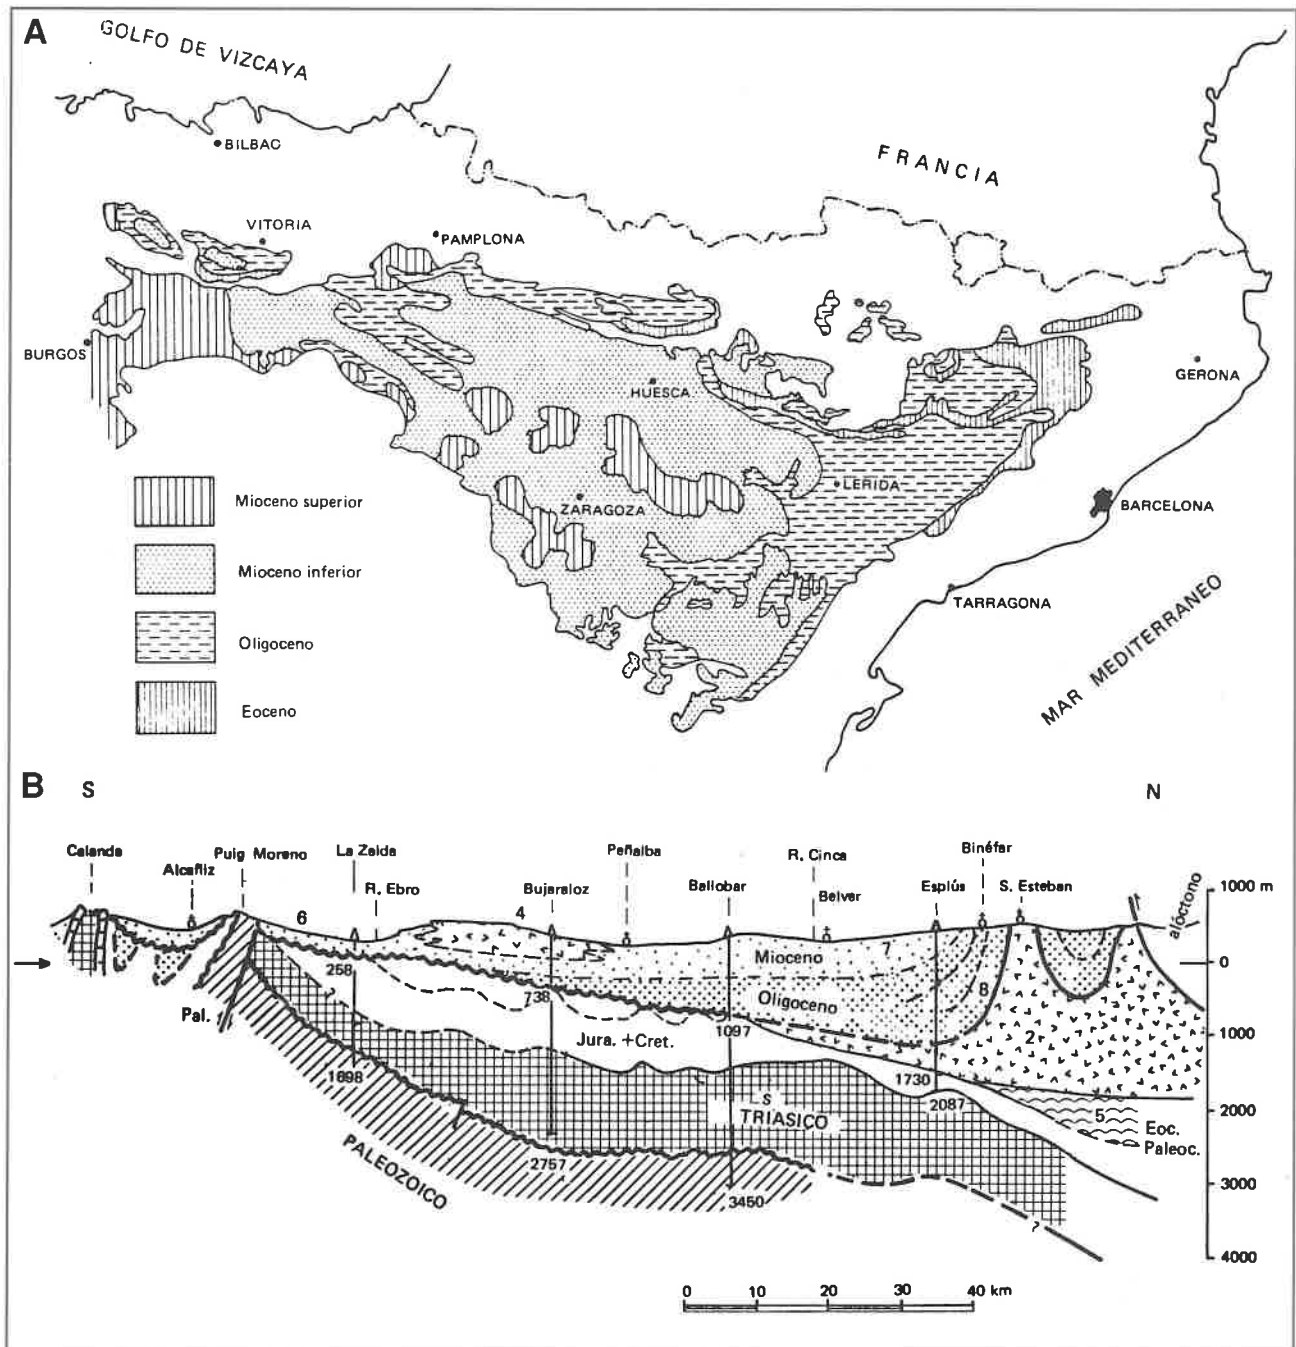 A
GOLFO DE VIZCAYA
BILBAC
FRANCIA
VITORIA
PAMPLONA
BURGOS
HUESCA
GERONA
LERIDA
ZARAGOZA
BARCELONA
TARRAGONA
MAR MEDITERRANEO
Mioceno superior
Mioceno inferior
Oligoceno
Eoceno
B
S
N
Calanda
Alcañiz
Puig Moreno
La Zaida
R. Ebro
Bujaraloz
Peñalba
Ballobar
R. Cinca
Belver
Esplús
Binéfar
S. Esteban
alóctono
1000 m
0
1000
2000
3000
4000
6
4
7
8
2
5
Mioceno
Oligoceno
258
738
1097
1730
2087
1698
2757
3450
Pal.
Jura. +Cret.
S
TRIASICO
PALEOZOICO
Eoc.
Paleoc.
?
?
0 10 20 30 40 km